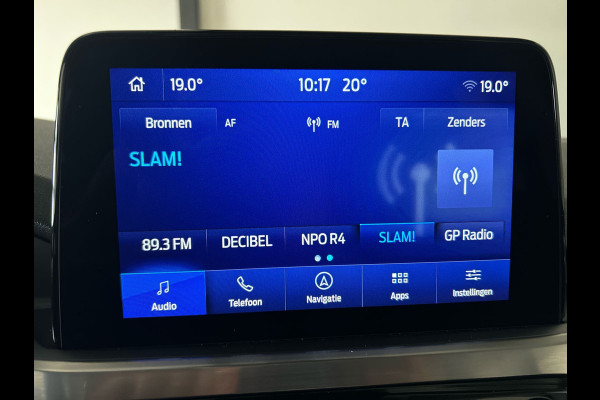 19.0° 10:17 20° 19.0°
Bronnen AF FM TA Zenders
SLAM!
89.3 FM DECIBEL NPO R4 SLAM! GP Radio
Audio Telefoon Navigatie Apps Instellingen